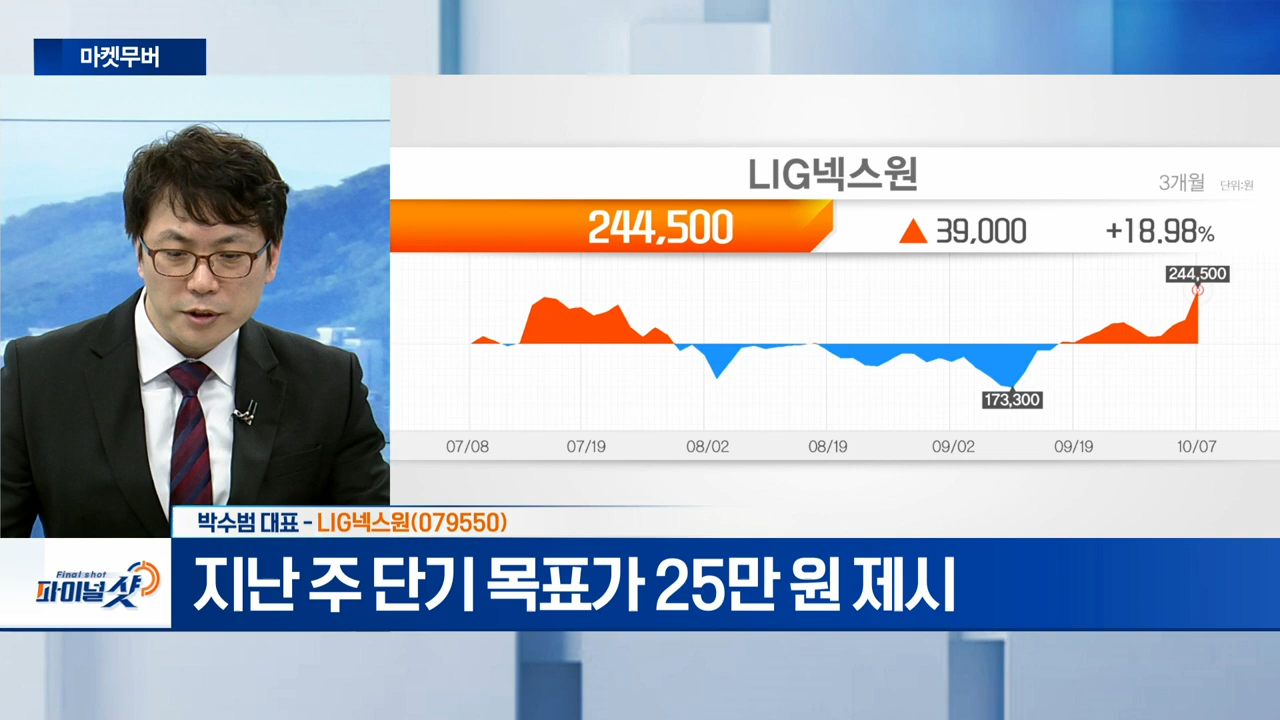 마켓무버
LIG넥스원
3개월 단위:원
244,500 ▲ 39,000 +18.98%
244,500
173,300
07/08 07/19 08/02 08/19 09/02 09/19 10/07
박수범 대표 - LIG넥스원(079550)
Final shot
파이널샷
지난 주 단기 목표가 25만 원 제시